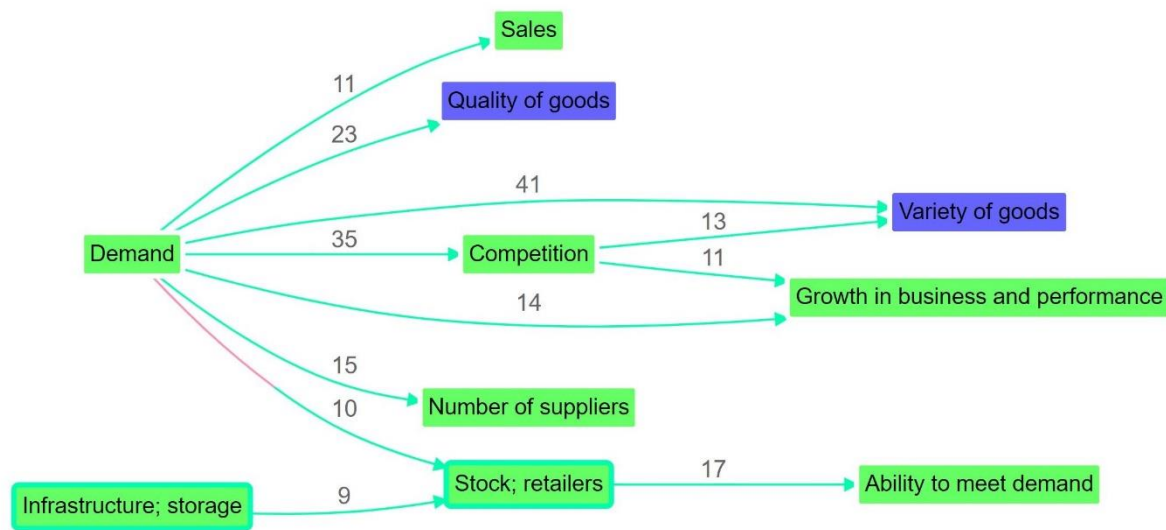 Sales
11
Quality of goods
23
41
Variety of goods
13
Demand
35
Competition
11
Growth in business and performance
14
15
Number of suppliers
10
Stock; retailers
17
Ability to meet demand
Infrastructure; storage
9